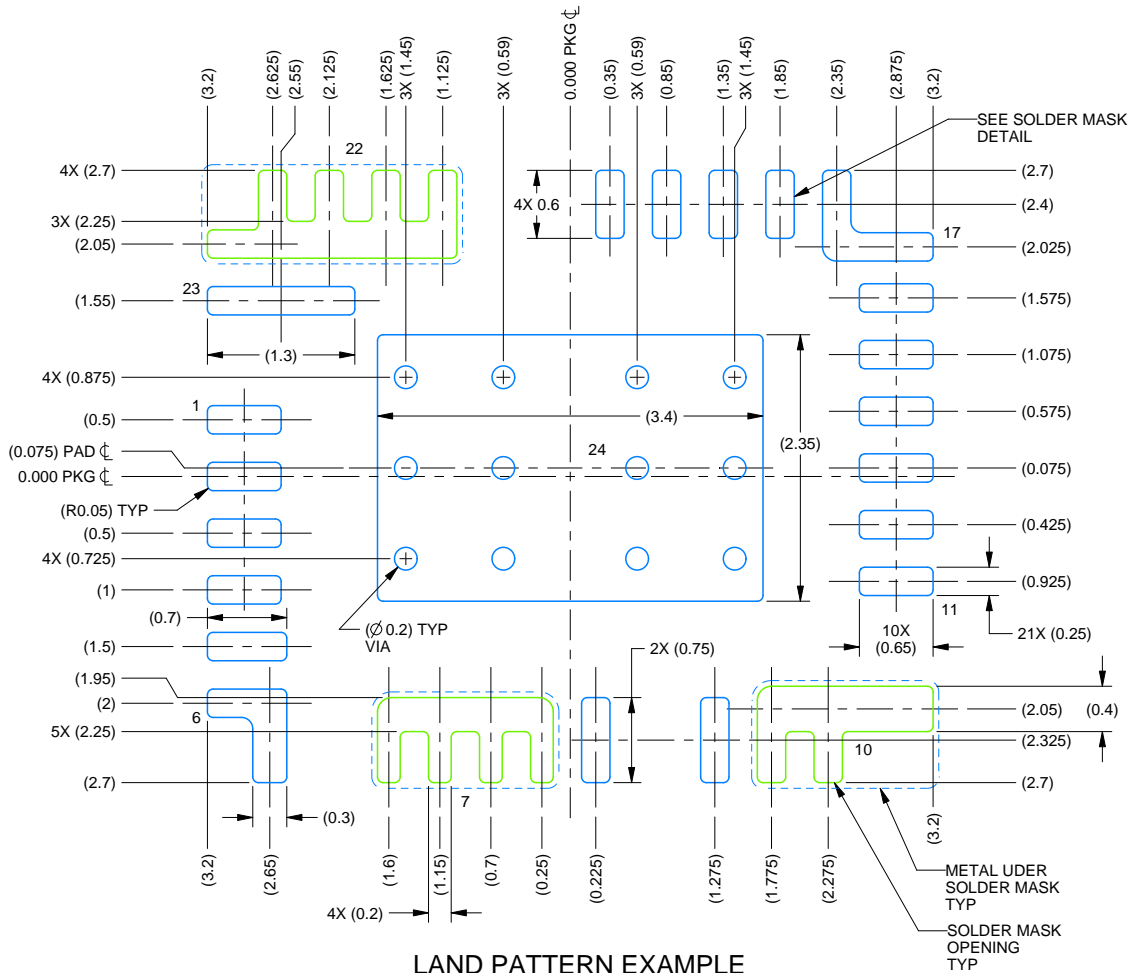 0.000 PKG ℄
(3.2)
(2.625)
(2.55)
(2.125)
(1.625)
3X (1.45)
(1.125)
3X (0.59)
(0.35)
3X (0.59)
(0.85)
(1.35)
3X (1.45)
(1.85)
(2.35)
(2.875)
(3.2)
SEE SOLDER MASK
DETAIL
22
4X (2.7)
3X (2.25)
(2.05)
4X 0.6
(2.7)
(2.4)
17
(2.025)
23
(1.55)
(1.3)
(1.575)
4X (0.875)
(1.075)
1
(0.5)
(3.4)
(2.35)
(0.575)
(0.075) PAD ℄
0.000 PKG ℄
24
(0.075)
(R0.05) TYP
(0.5)
(0.425)
4X (0.725)
(1)
(0.925)
(0.7)
(Ø 0.2) TYP
VIA
11
10X
(0.65)
21X (0.25)
(1.5)
2X (0.75)
(1.95)
(2)
6
5X (2.25)
(2.7)
(2.05)
(0.4)
(2.325)
10
(2.7)
7
(0.3)
(3.2)
(2.65)
(1.6)
(1.15)
(0.7)
(0.25)
(0.225)
(1.275)
(1.775)
(2.275)
(3.2)
4X (0.2)
METAL UDER
SOLDER MASK
TYP
SOLDER MASK
OPENING
TYP
LAND PATTERN EXAMPLE